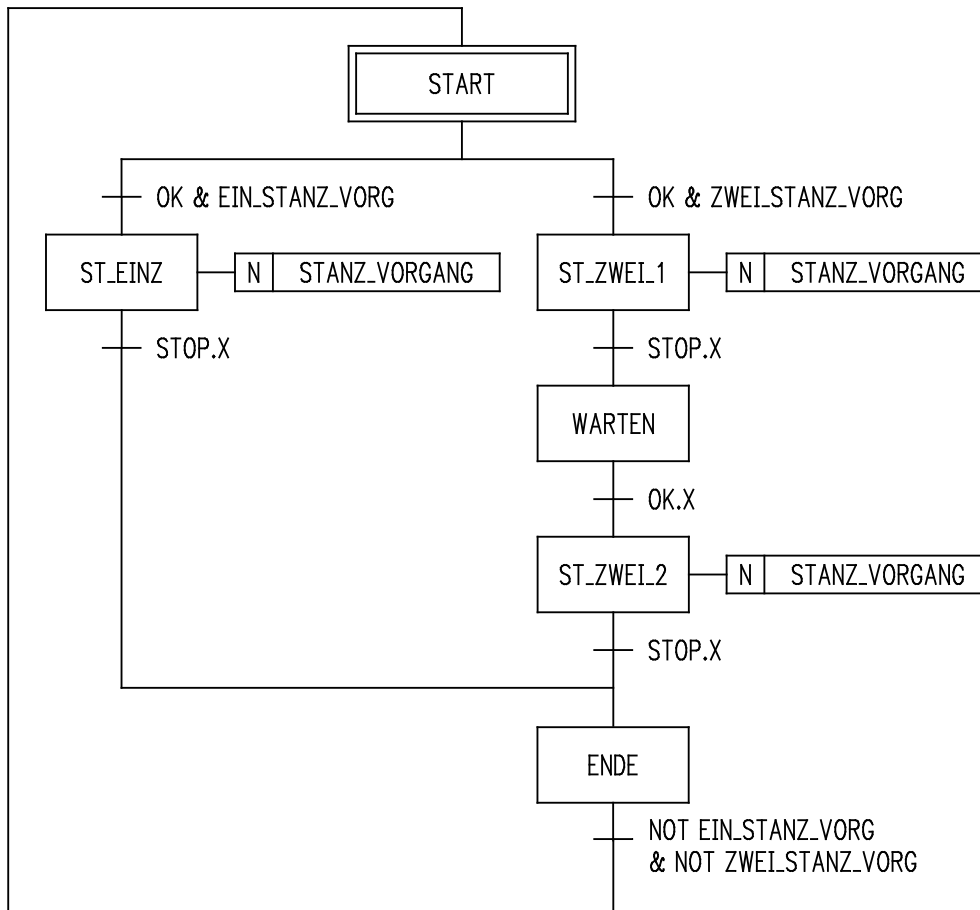 START
OK & EIN_STANZ_VORG
OK & ZWEI_STANZ_VORG
ST_EINZ
N
STANZ_VORGANG
ST_ZWEI_1
N
STANZ_VORGANG
STOP.X
STOP.X
WARTEN
OK.X
ST_ZWEI_2
N
STANZ_VORGANG
STOP.X
ENDE
NOT EIN_STANZ_VORG
& NOT ZWEI_STANZ_VORG